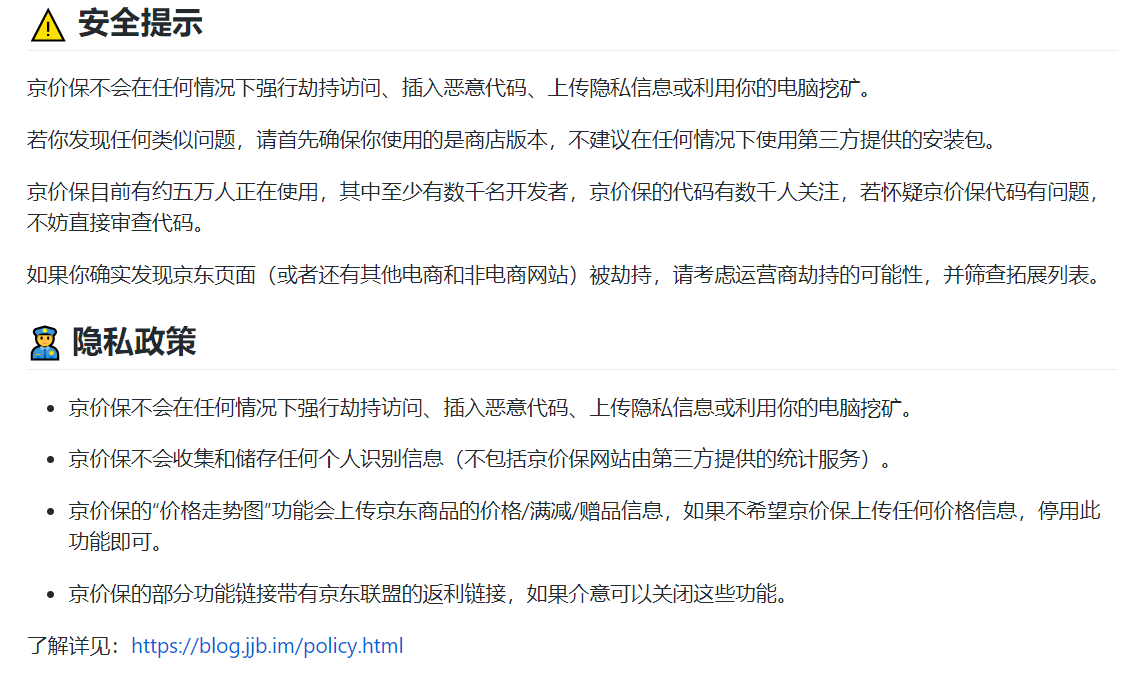 ⚠️ 安全提示
京价保不会在任何情况下强行劫持访问、插入恶意代码、上传隐私信息或利用你的电脑挖矿。
若你发现任何类似问题，请首先确保你使用的是商店版本，不建议在任何情况下使用第三方提供的安装包。
京价保目前有约五万人正在使用，其中至少有数千名开发者，京价保的代码有数千人关注，若怀疑京价保代码有问题，
不妨直接审查代码。
如果你确实发现京东页面（或者还有其他电商和非电商网站）被劫持，请考虑运营商劫持的可能性，并筛查拓展列表。
👮 隐私政策
• 京价保不会在任何情况下强行劫持访问、插入恶意代码、上传隐私信息或利用你的电脑挖矿。
• 京价保不会收集和储存任何个人识别信息（不包括京价保网站由第三方提供的统计服务）。
• 京价保的“价格走势图”功能会上传京东商品的价格/满减/赠品信息，如果不希望京价保上传任何价格信息，停用此
功能即可。
• 京价保的部分功能链接带有京东联盟的返利链接，如果介意可以关闭这些功能。
了解详见：https://blog.jjb.im/policy.html